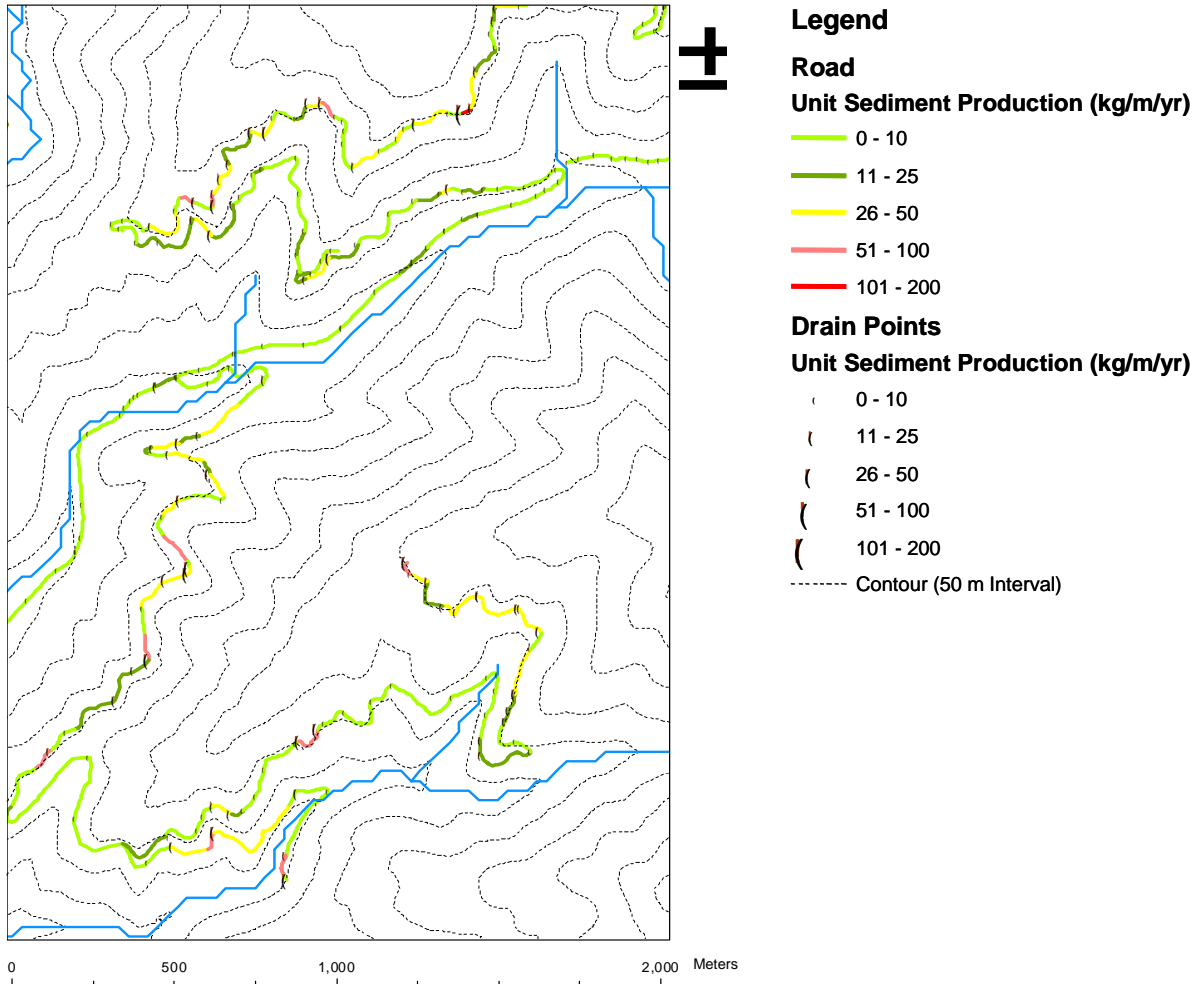 Legend
Road
Unit Sediment Production (kg/m/yr)
0 - 10
11 - 25
26 - 50
51 - 100
101 - 200
Drain Points
Unit Sediment Production (kg/m/yr)
0 - 10
11 - 25
26 - 50
51 - 100
101 - 200
Contour (50 m Interval)
0 500 1,000 2,000 Meters